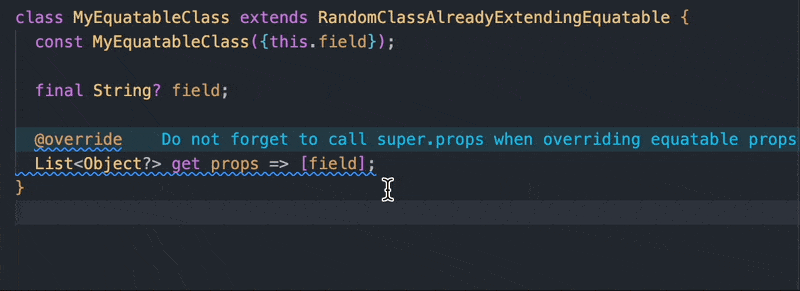 class MyEquatableClass extends RandomClassAlreadyExtendingEquatable {
  const MyEquatableClass({this.field});
  final String? field;
  @override    Do not forget to call super.props when overriding equatable props
  List<Object?> get props => [field];
}